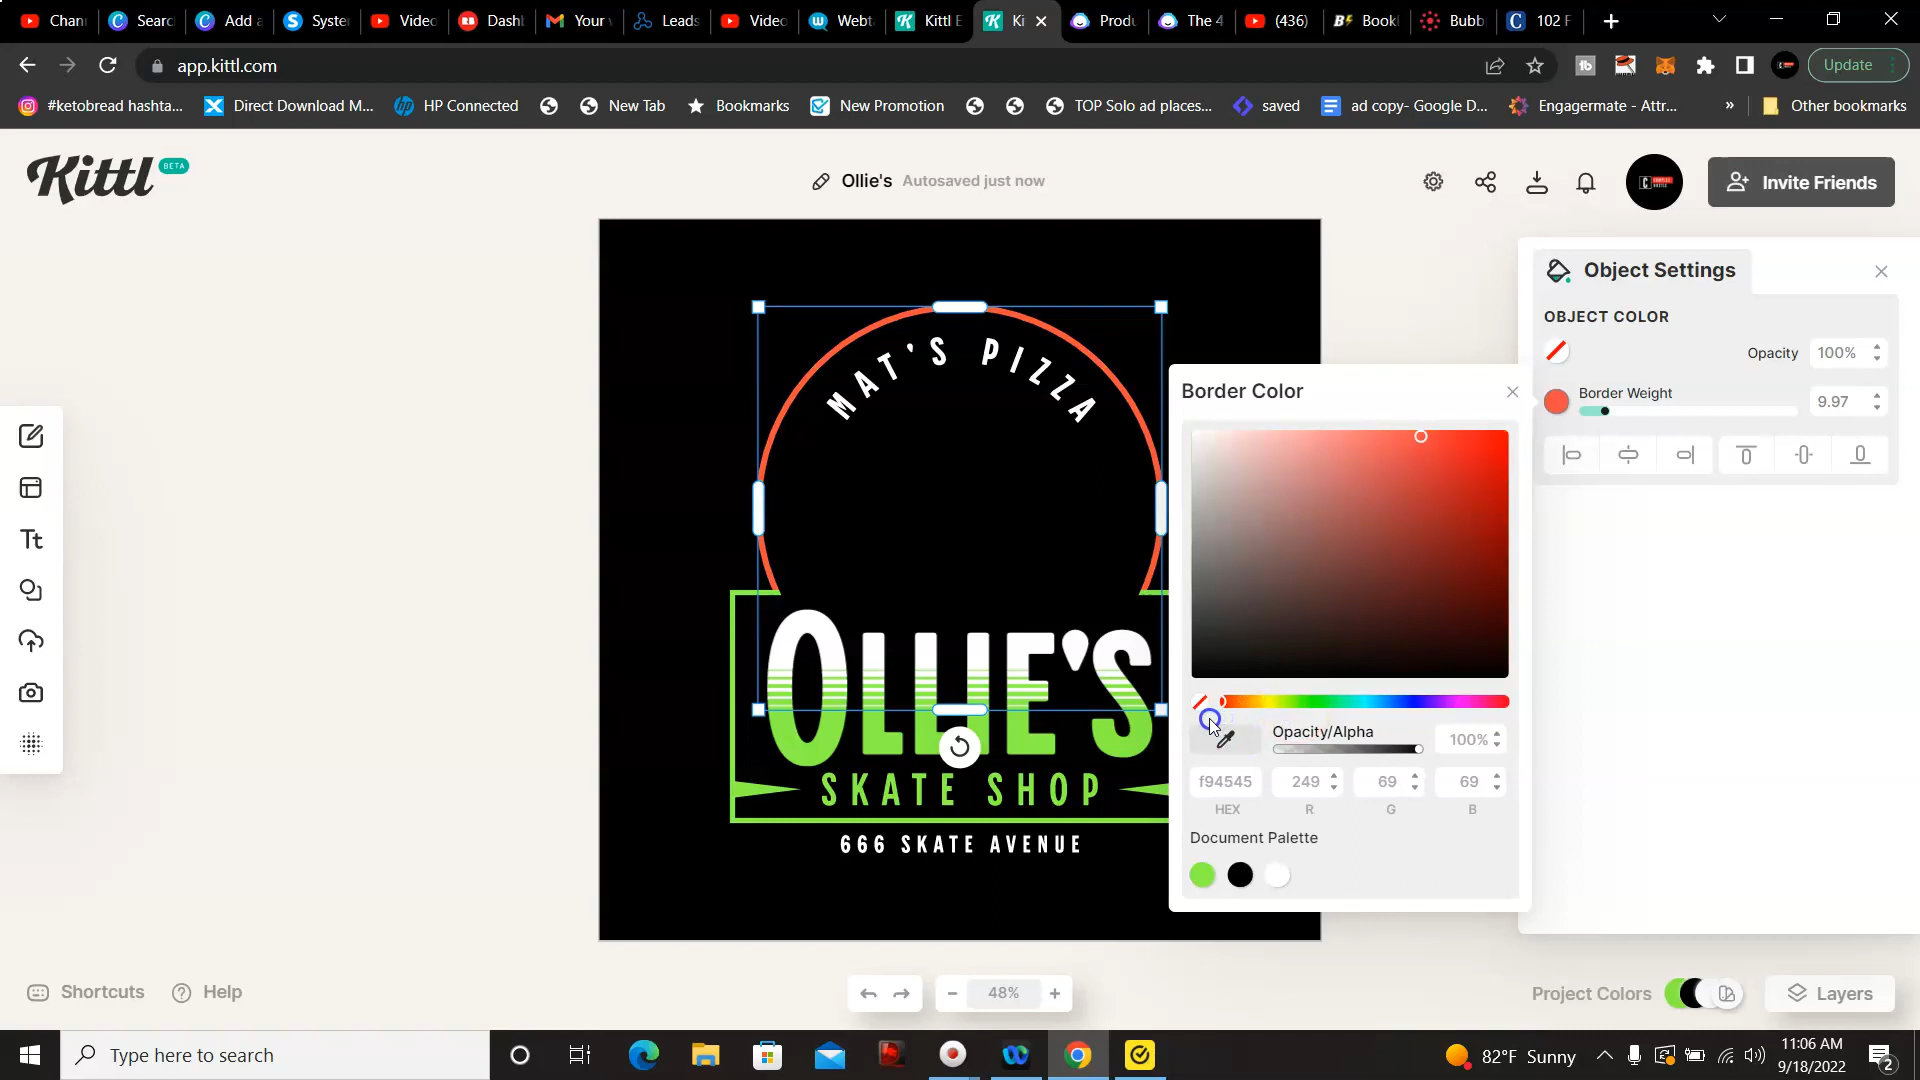 Chann
Searc
Add a
Syster
Video
Dashl
Your v
Leads
Video
Webt
Kittl E
Ki
Produ
The 4
(436)
Bookl
Bubb
102 F
app.kittl.com
Update
#ketobread hashta...
Direct Download M...
HP Connected
New Tab
Bookmarks
New Promotion
TOP Solo ad places...
saved
ad copy- Google D...
Engagermate - Attr...
»
Other bookmarks
Kittl BETA
Ollie's Autosaved just now
Invite Friends
Object Settings
OBJECT COLOR
Opacity 100%
Border Weight 9.97
Border Color
MAT'S PIZZA
OLLIE'S
SKATE SHOP
666 SKATE AVENUE
Opacity/Alpha 100%
f94545 249 69 69
HEX R G B
Document Palette
Tt
Shortcuts
Help
48%
Project Colors
Layers
Type here to search
82°F Sunny
11:06 AM
9/18/2022
2